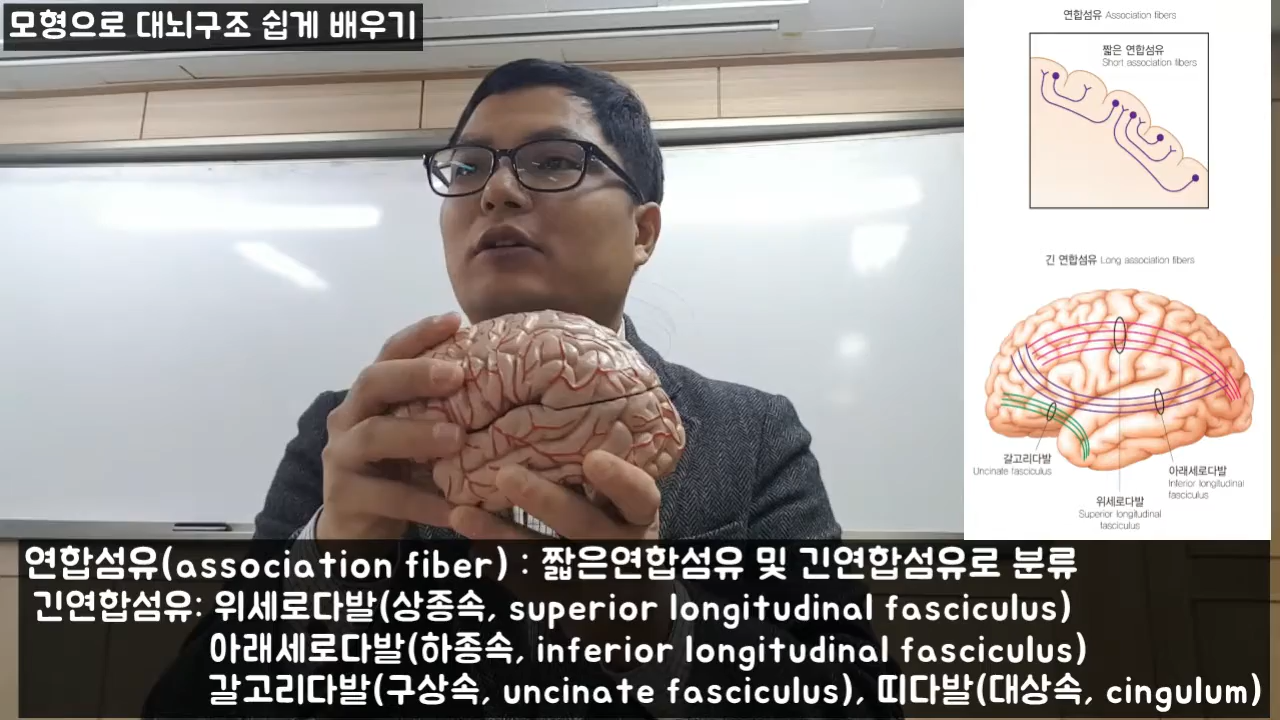 모형으로 대뇌구조 쉽게 배우기
연합섬유 Association fibers
짧은 연합섬유
Short association fibers
긴 연합섬유 Long association fibers
갈고리다발
Uncinate fasciculus
아래세로다발
Inferior longitudinal
fasciculus
위세로다발
Superior longitudinal
fasciculus
연합섬유(association fiber) : 짧은연합섬유 및 긴연합섬유로 분류
긴연합섬유: 위세로다발(상종속, superior longitudinal fasciculus)
아래세로다발(하종속, inferior longitudinal fasciculus)
갈고리다발(구상속, uncinate fasciculus), 띠다발(대상속, cingulum)